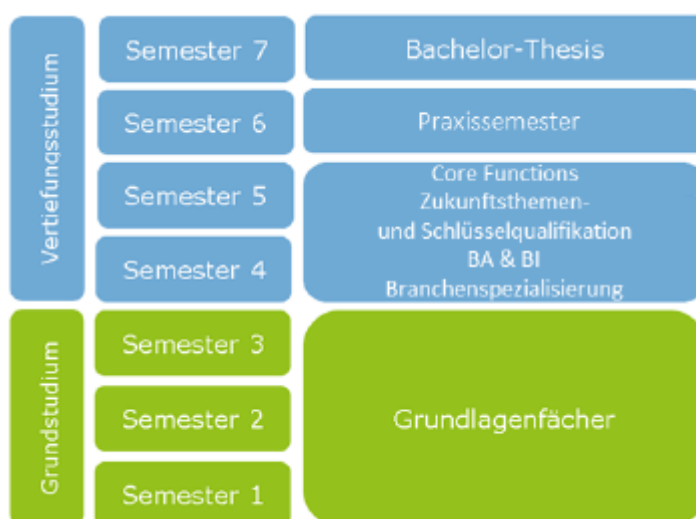 Vertiefungsstudium
Semester 7
Bachelor-Thesis
Semester 6
Praxissemester
Semester 5
Semester 4
Core Functions
Zukunftsthemen-
und Schlüsselqualifikation
BA & BI
Branchenspezialisierung
Grundstudium
Semester 3
Semester 2
Semester 1
Grundlagenfächer